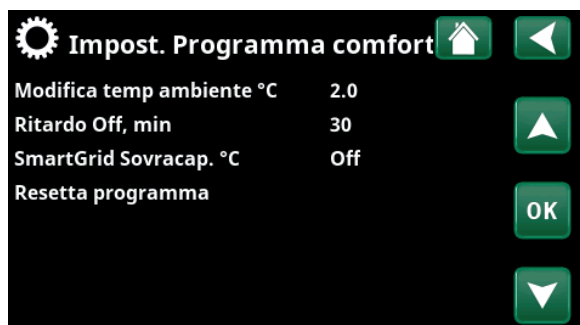 Impost. Programma comfort
Modifica temp ambiente °C 2.0
Ritardo Off, min 30
SmartGrid Sovracap. °C Off
Resetta programma
OK